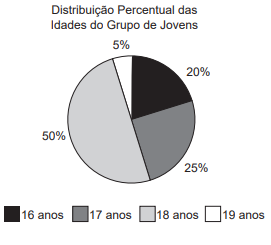 Distribuição Percentual das
Idades do Grupo de Jovens
5%
20%
50%
25%
16 anos 17 anos 18 anos 19 anos